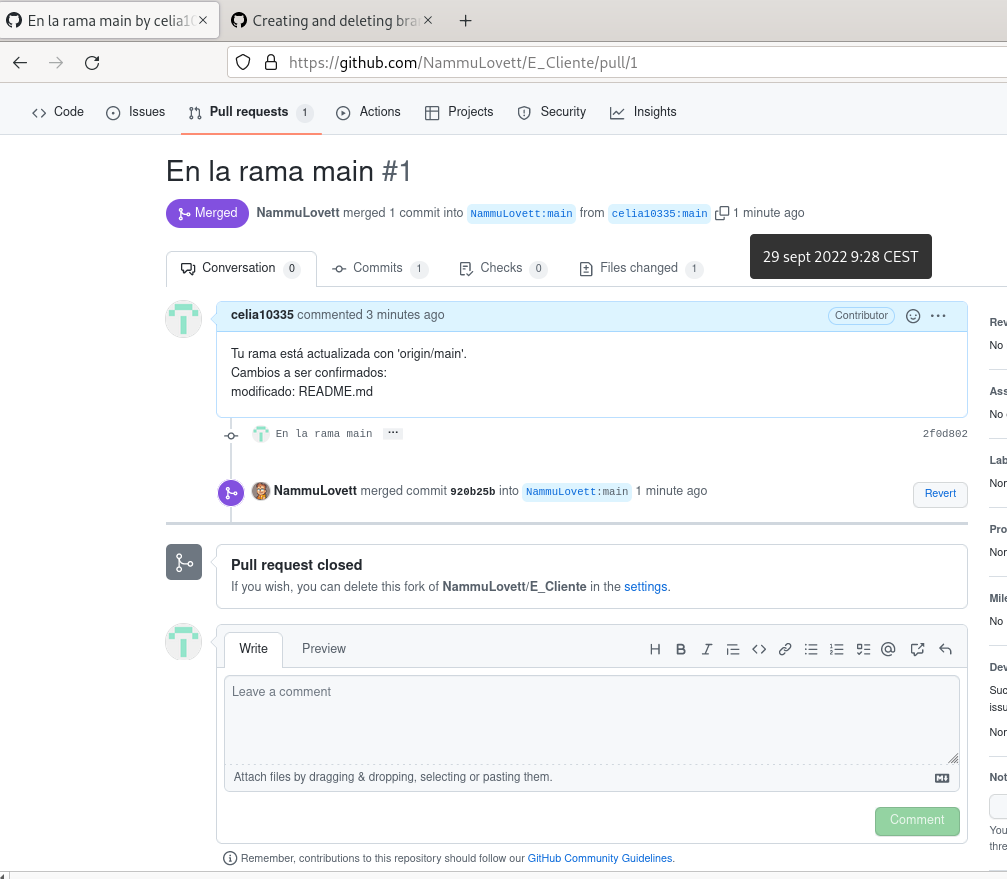 En la rama main by celia10
Creating and deleting bra
https://github.com/NammuLovett/E_Cliente/pull/1
Code Issues Pull requests 1 Actions Projects Security Insights
En la rama main #1
Merged NammuLovett merged 1 commit into NammuLovett:main from celia10335:main 1 minute ago
29 sept 2022 9:28 CEST
Conversation 0 Commits 1 Checks 0 Files changed 1
celia10335 commented 3 minutes ago Contributor
Tu rama está actualizada con 'origin/main'.
Cambios a ser confirmados:
modificado: README.md
En la rama main ... 2f0d802
NammuLovett merged commit 920b25b into NammuLovett:main 1 minute ago Revert
Pull request closed
If you wish, you can delete this fork of NammuLovett/E_Cliente in the settings.
Write Preview
Leave a comment
Attach files by dragging & dropping, selecting or pasting them.
Comment
Remember, contributions to this repository should follow our GitHub Community Guidelines.
Rev
No
Ass
No
Lab
Non
Pro
Non
Mile
No
Dev
Suc
issu
Non
Not
You
thre